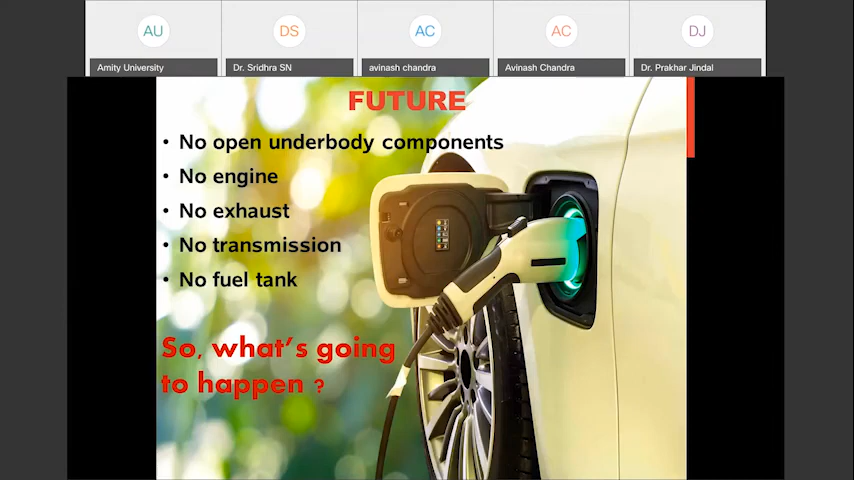 AU
DS
AC
AC
DJ
Amity University
Dr. Sridhra SN
avinash chandra
Avinash Chandra
Dr. Prakhar Jindal
FUTURE
• No open underbody components
• No engine
• No exhaust
• No transmission
• No fuel tank
So, what's going
to happen ?